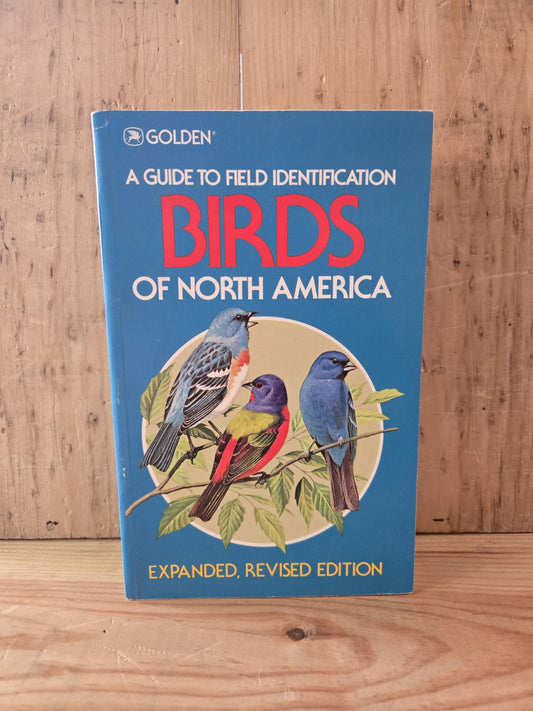 GOLDEN®
A GUIDE TO FIELD IDENTIFICATION
BIRDS
OF NORTH AMERICA
EXPANDED, REVISED EDITION